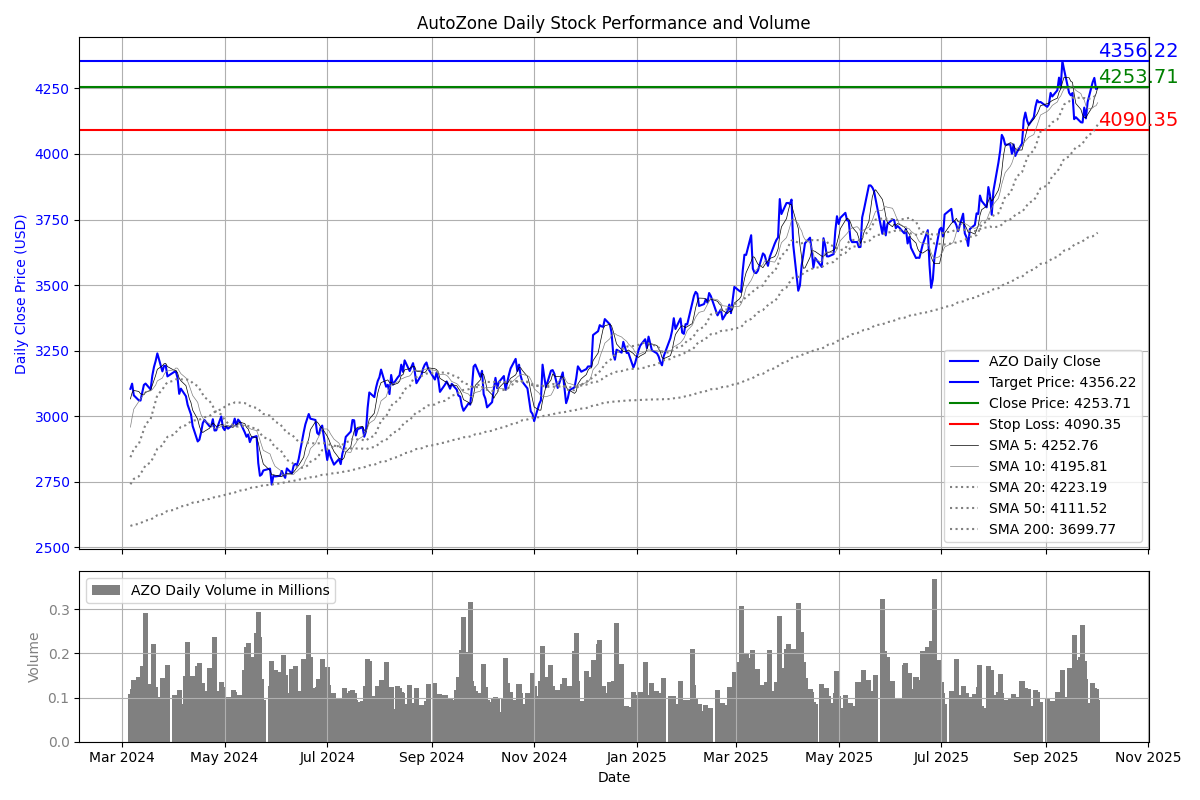 AutoZone Daily Stock Performance and Volume
4356.22
4253.71
4090.35
Daily Close Price (USD)
4250
4000
3750
3500
3250
3000
2750
2500
AZO Daily Close
Target Price: 4356.22
Close Price: 4253.71
Stop Loss: 4090.35
SMA 5: 4252.76
SMA 10: 4195.81
SMA 20: 4223.19
SMA 50: 4111.52
SMA 200: 3699.77
AZO Daily Volume in Millions
Volume
0.3
0.2
0.1
0.0
Mar 2024 May 2024 Jul 2024 Sep 2024 Nov 2024 Jan 2025 Mar 2025 May 2025 Jul 2025 Sep 2025 Nov 2025
Date